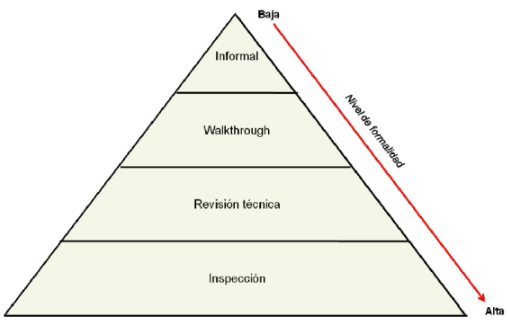 Baja
Informal
Nivel de formalidad
Walkthrough
Revisión técnica
Inspección
Alta